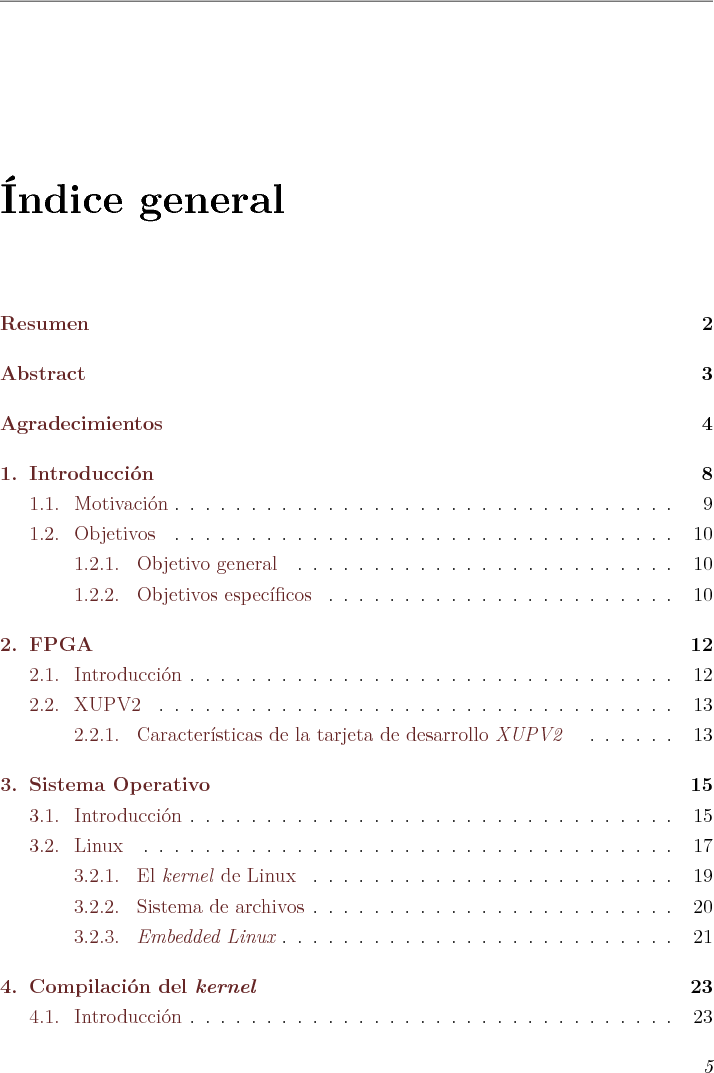 Índice general
Resumen 2
Abstract 3
Agradecimientos 4
1. Introducción 8
1.1. Motivación . . . . . . . . . . . . . . . . . . . . . . . . . . . . . . . . . 9
1.2. Objetivos . . . . . . . . . . . . . . . . . . . . . . . . . . . . . . . . . 10
1.2.1. Objetivo general . . . . . . . . . . . . . . . . . . . . . . . . . 10
1.2.2. Objetivos específicos . . . . . . . . . . . . . . . . . . . . . . . 10
2. FPGA 12
2.1. Introducción . . . . . . . . . . . . . . . . . . . . . . . . . . . . . . . . 12
2.2. XUPV2 . . . . . . . . . . . . . . . . . . . . . . . . . . . . . . . . . . 13
2.2.1. Características de la tarjeta de desarrollo XUPV2 . . . . . . 13
3. Sistema Operativo 15
3.1. Introducción . . . . . . . . . . . . . . . . . . . . . . . . . . . . . . . . 15
3.2. Linux . . . . . . . . . . . . . . . . . . . . . . . . . . . . . . . . . . . 17
3.2.1. El kernel de Linux . . . . . . . . . . . . . . . . . . . . . . . . 19
3.2.2. Sistema de archivos . . . . . . . . . . . . . . . . . . . . . . . . 20
3.2.3. Embedded Linux . . . . . . . . . . . . . . . . . . . . . . . . . . 21
4. Compilación del kernel 23
4.1. Introducción . . . . . . . . . . . . . . . . . . . . . . . . . . . . . . . . 23
5